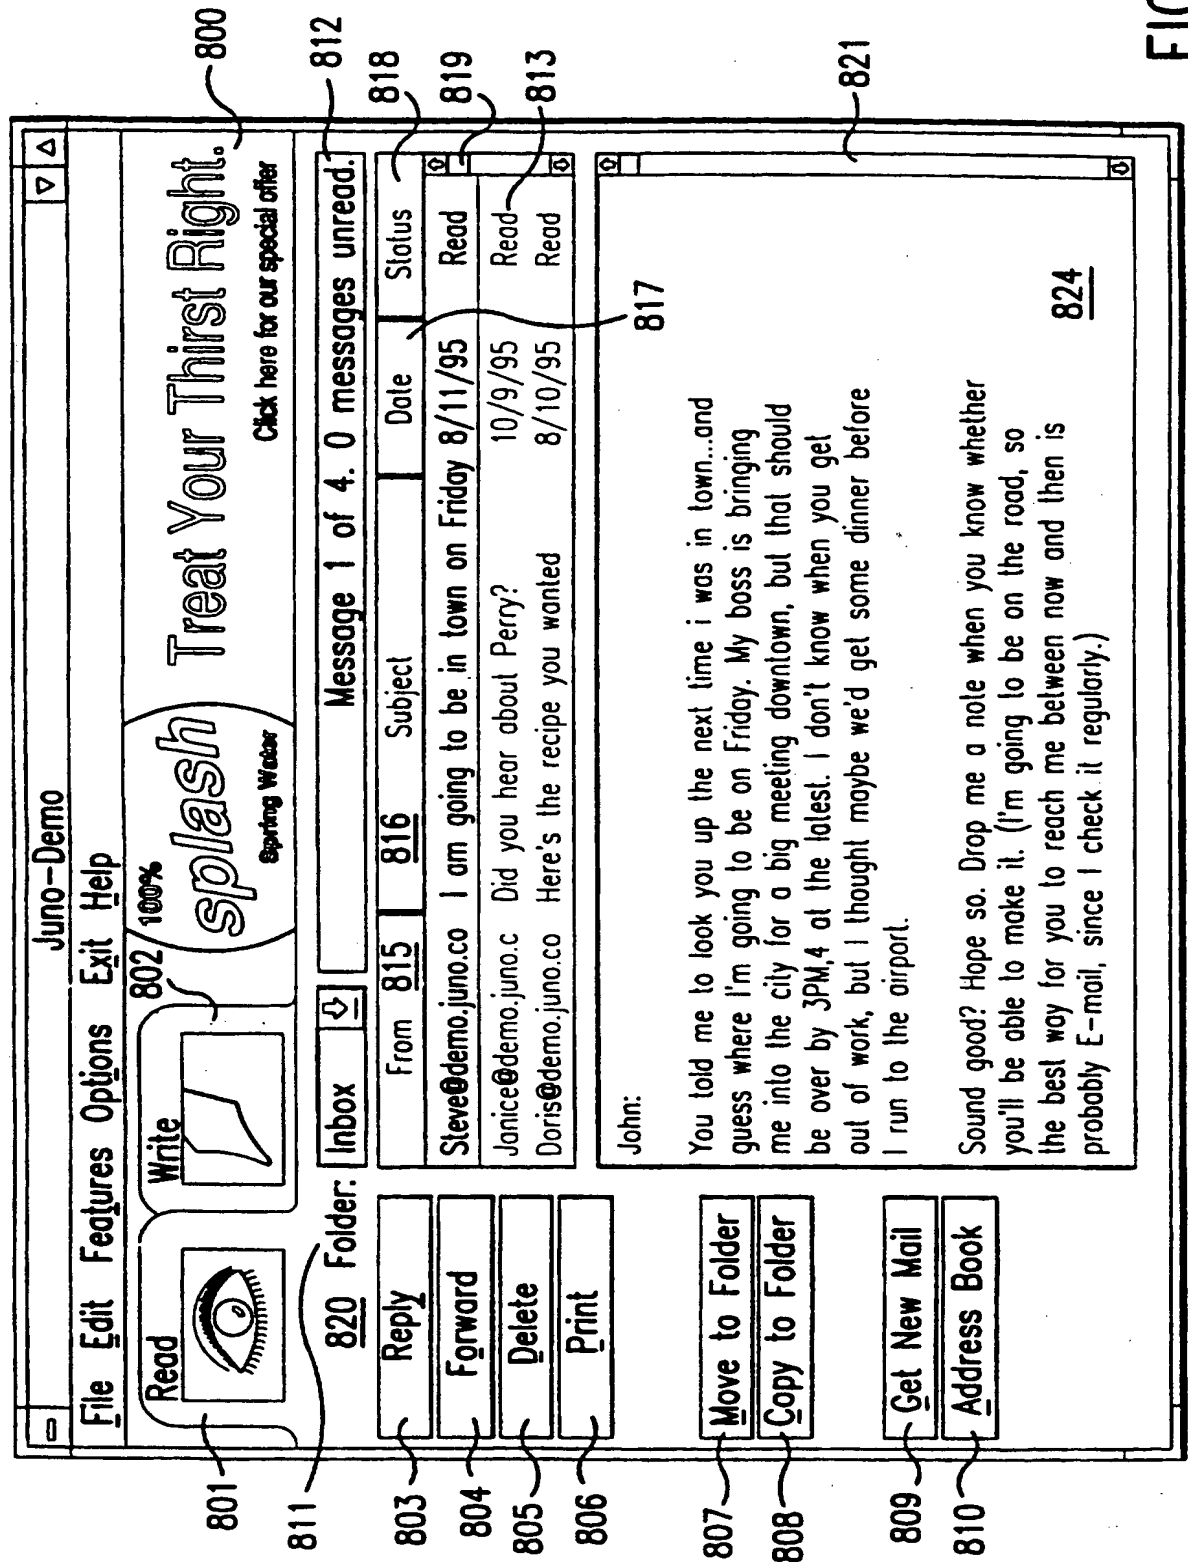 Juno-Demo
File Edit Features Options Exit Help
Read
Write
802
100%
splash
Spring Water
Treat Your Thirst Right.
Click here for our special offer
800
801
811
820 Folder: Inbox
Message 1 of 4. 0 messages unread.
812
From 815 816 Subject Date Status
818
Steve@demo.juno.co I am going to be in town on Friday 8/11/95 Read
819
Janice@demo.juno.c Did you hear about Perry? 10/9/95 Read
813
Doris@demo.juno.co Here's the recipe you wanted 8/10/95 Read
803 Reply
804 Forward
805 Delete
806 Print
817
821
John:
You told me to look you up the next time i was in town...and
guess where I'm going to be on Friday. My boss is bringing
me into the city for a big meeting downtown, but that should
be over by 3PM,4 at the latest. I don't know when you get
out of work, but I thought maybe we'd get some dinner before
I run to the airport.
Sound good? Hope so. Drop me a note when you know whether
you'll be able to make it. (I'm going to be on the road, so
the best way for you to reach me between now and then is
probably E-mail, since I check it regularly.)
824
807 Move to Folder
808 Copy to Folder
809 Get New Mail
810 Address Book